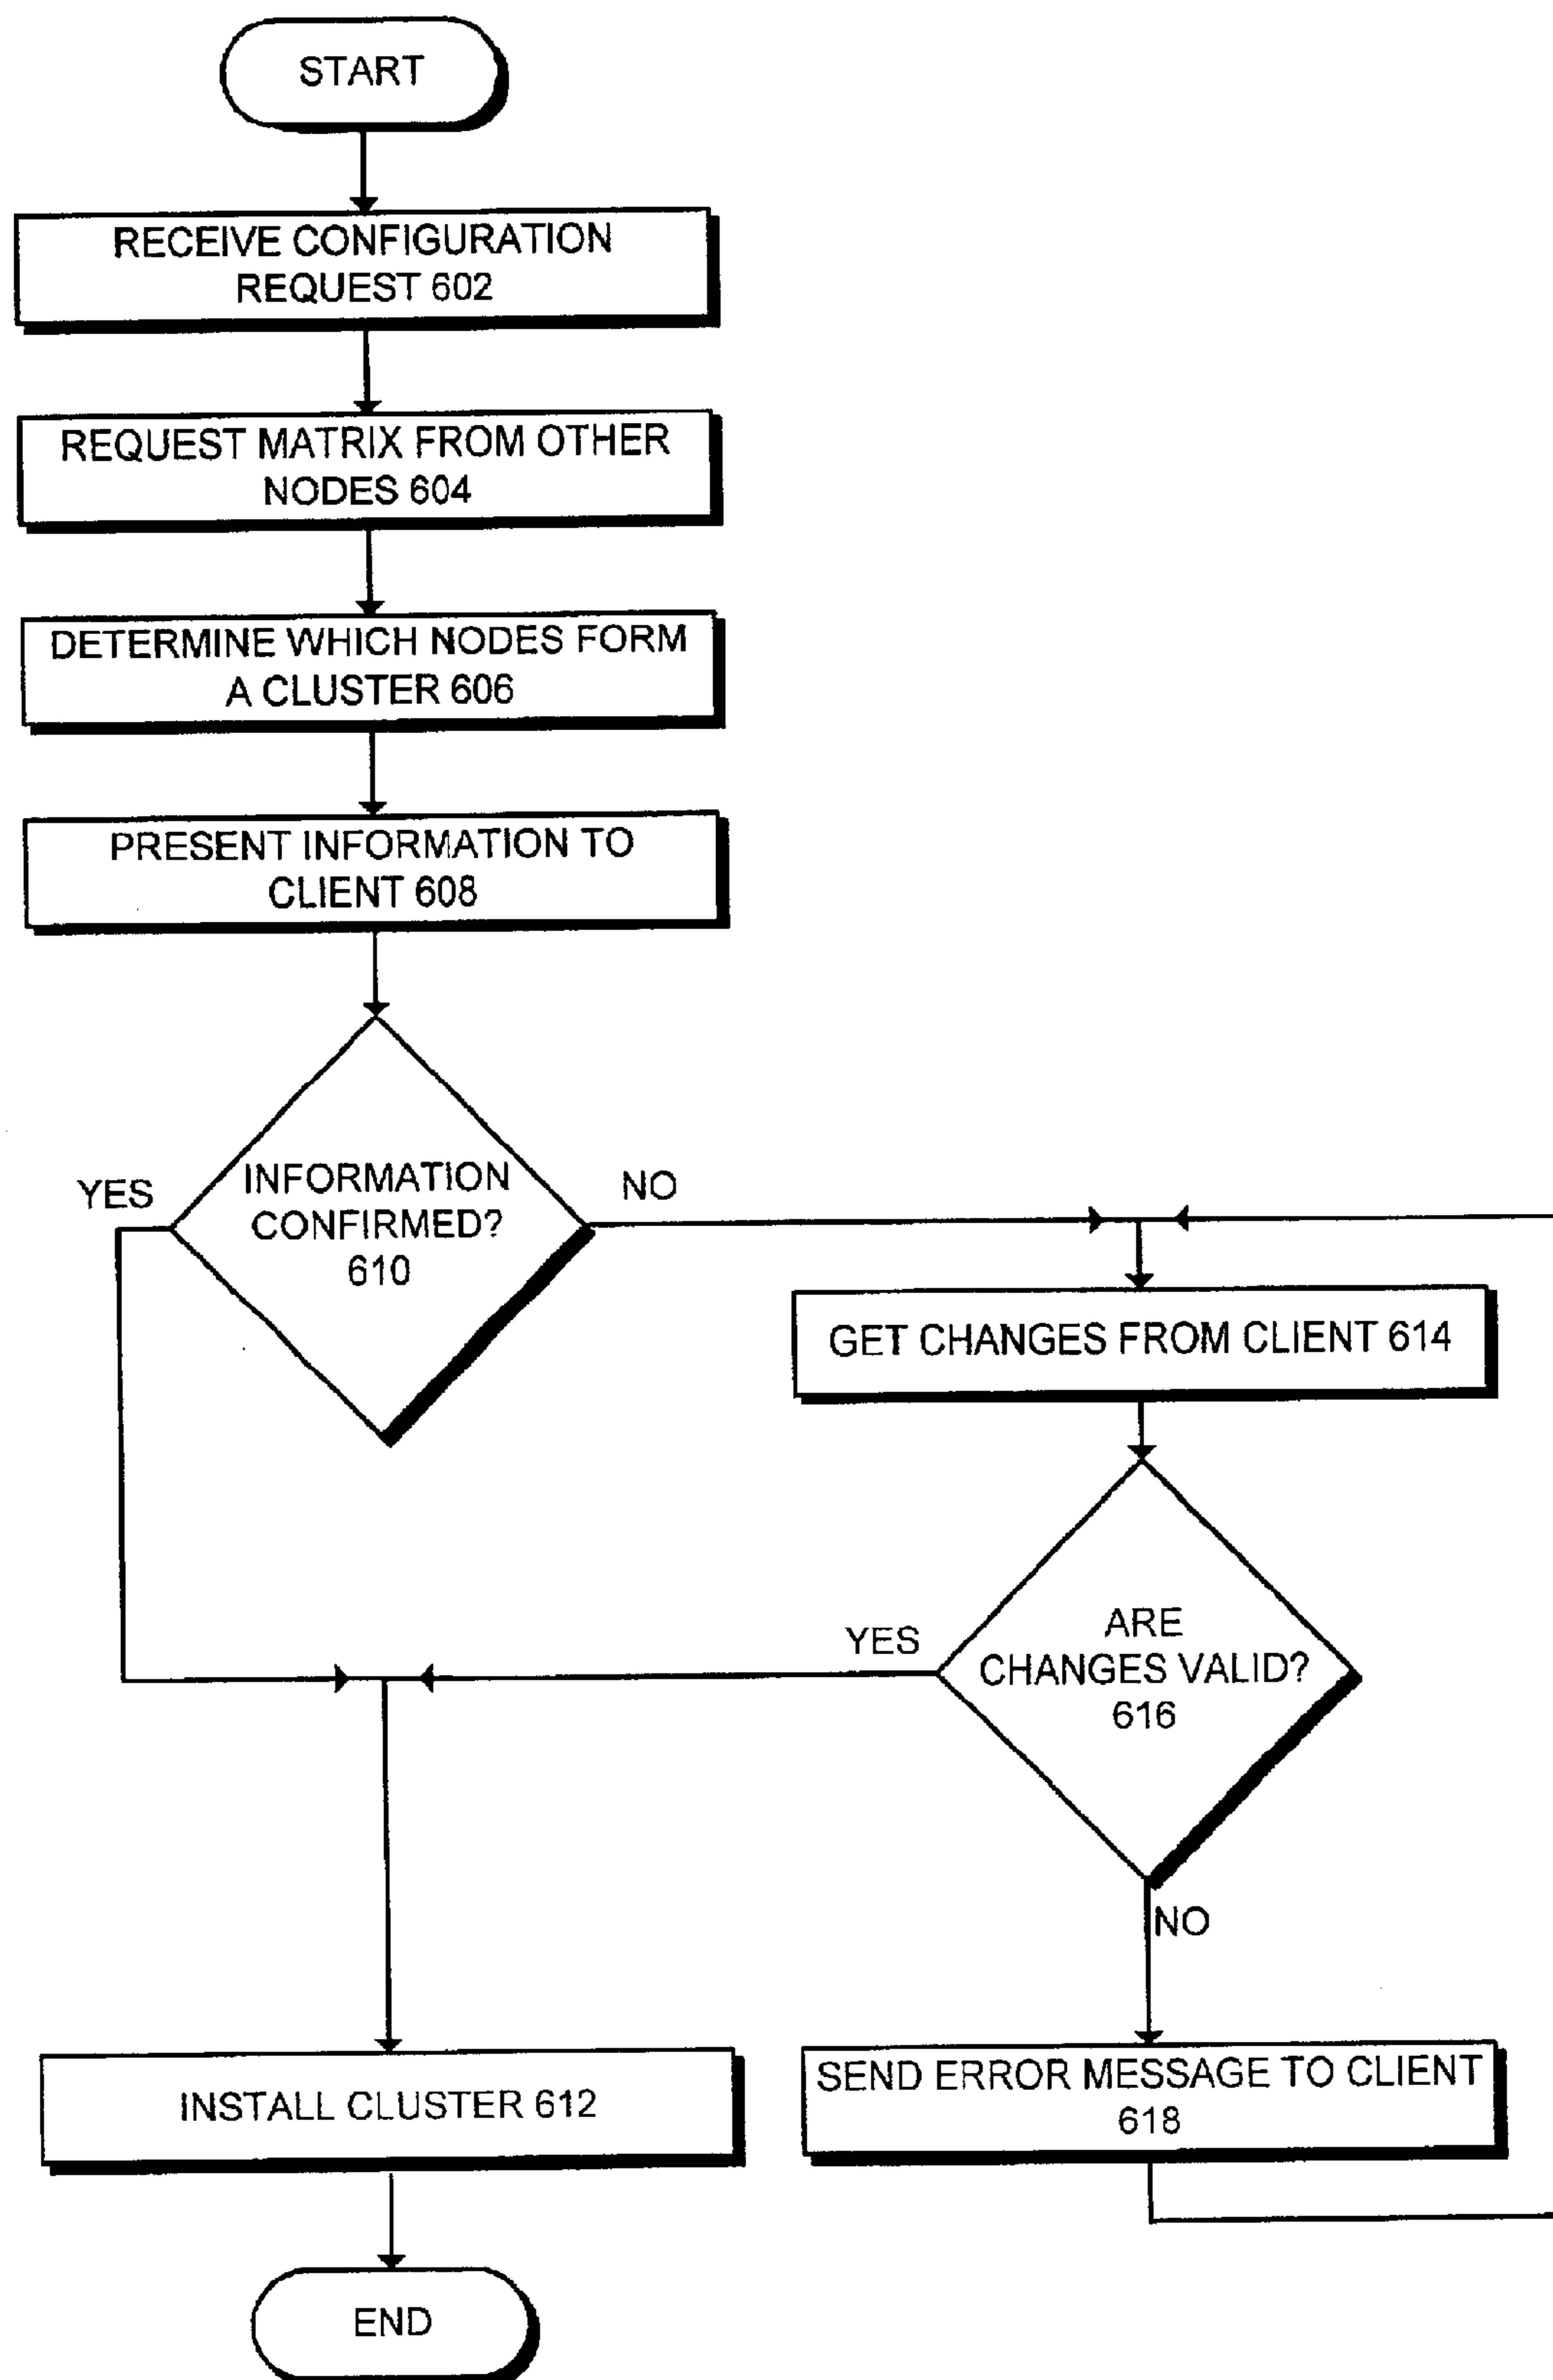 START
RECEIVE CONFIGURATION
REQUEST 602
REQUEST MATRIX FROM OTHER
NODES 604
DETERMINE WHICH NODES FORM
A CLUSTER 606
PRESENT INFORMATION TO
CLIENT 608
YES
INFORMATION
CONFIRMED?
610
NO
GET CHANGES FROM CLIENT 614
YES
ARE
CHANGES VALID?
616
NO
SEND ERROR MESSAGE TO CLIENT
618
INSTALL CLUSTER 612
END